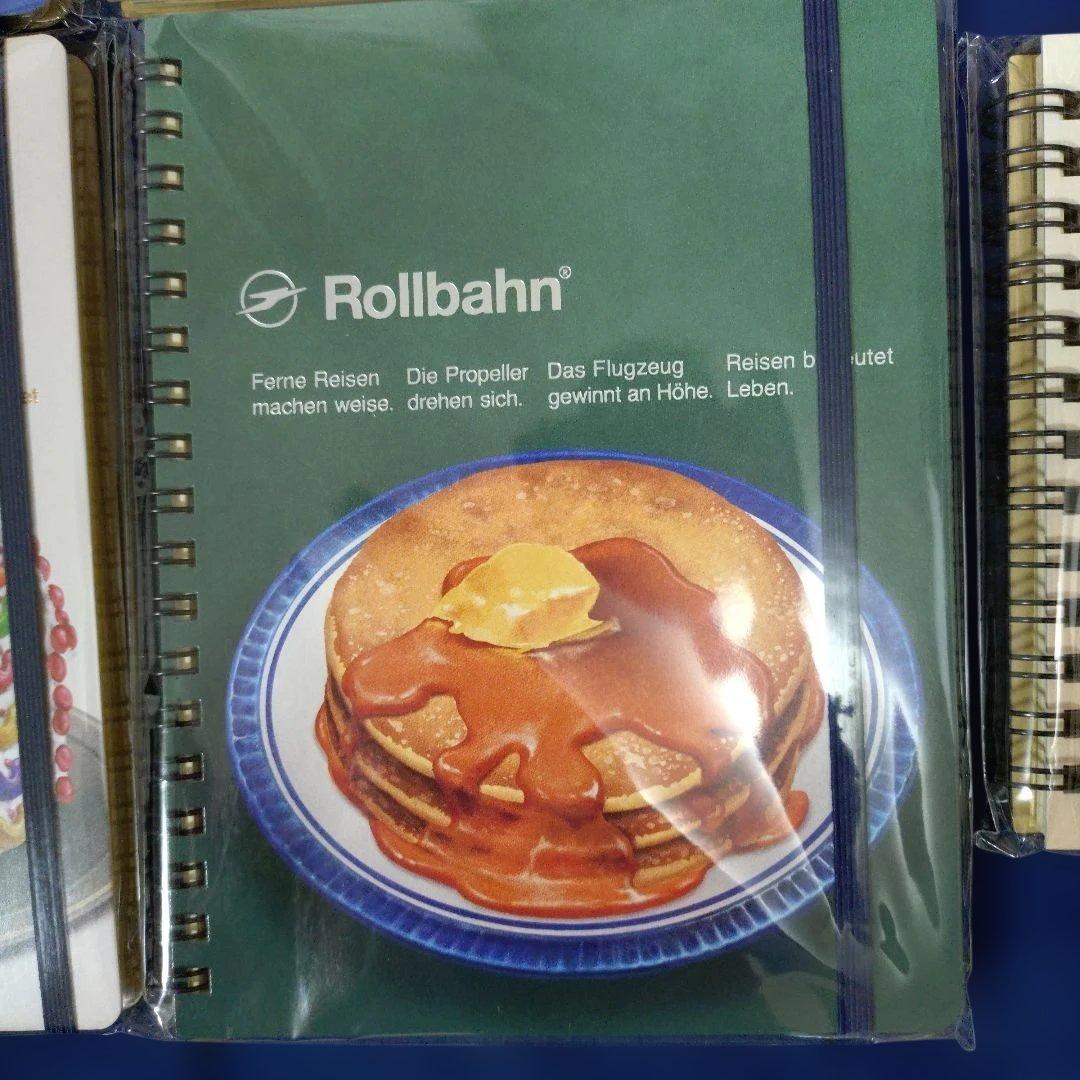 Rollbahn®
Ferne Reisen
machen weise.
Die Propeller
drehen sich.
Das Flugzeug
gewinnt an Höhe.
Reisen
Leben.